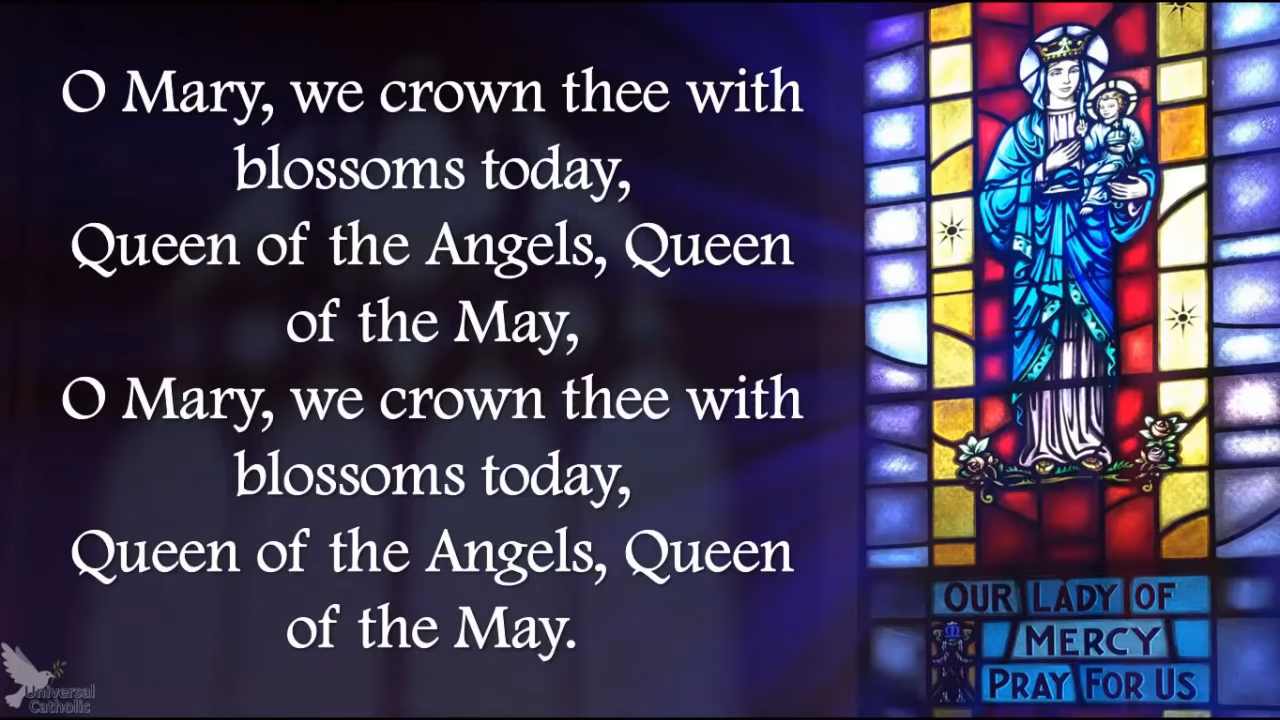 O Mary, we crown thee with
blossoms today,
Queen of the Angels, Queen
of the May,
O Mary, we crown thee with
blossoms today,
Queen of the Angels, Queen
of the May.
OUR LADY OF
MERCY
PRAY FOR US
Universal
Catholic